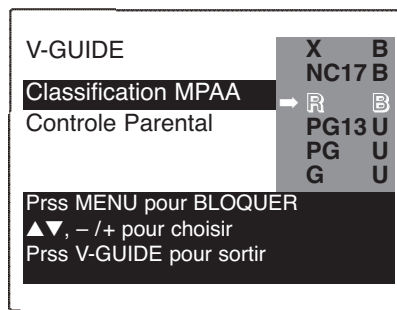 V-GUIDE
Classification MPAA
Controle Parental
X B
NC17 B
➡ R B
PG13 U
PG U
G U
Prss MENU pour BLOQUER
▲▼, – /+ pour choisir
Prss V-GUIDE pour sortir